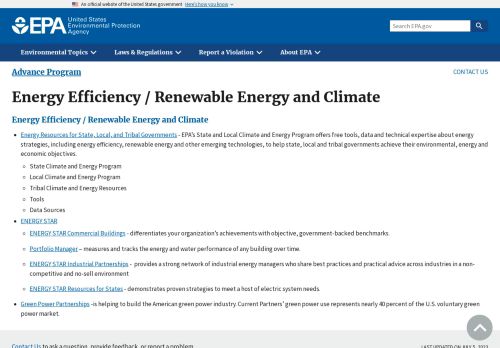 An official website of the United States government Here's how you know
EPA United States
Environmental Protection
Agency
Search EPA.gov
Environmental Topics Laws & Regulations Report a Violation About EPA
Advance Program CONTACT US
Energy Efficiency / Renewable Energy and Climate
Energy Efficiency / Renewable Energy and Climate
Energy Resources for State, Local, and Tribal Governments - EPA's State and Local Climate and Energy Program offers free tools, data and technical expertise about energy
strategies, including energy efficiency, renewable energy and other emerging technologies, to help state, local and tribal governments achieve their environmental, energy and
economic objectives.
State Climate and Energy Program
Local Climate and Energy Program
Tribal Climate and Energy Resources
Tools
Data Sources
ENERGY STAR
ENERGY STAR Commercial Buildings - differentiates your organization's achievements with objective, government-backed benchmarks.
Portfolio Manager – measures and tracks the energy and water performance of any building over time.
ENERGY STAR Industrial Partnerships - provides a strong network of industrial energy managers who share best practices and practical advice across industries in a non-
competitive and no-sell environment
ENERGY STAR Resources for States - demonstrates proven strategies to meet a host of electric system needs.
Green Power Partnerships -is helping to build the American green power industry. Current Partners' green power use represents nearly 40 percent of the U.S. voluntary green
power market.
Contact Us to ask a question, provide feedback, or report a problem. LAST UPDATED ON JULY 5, 2022